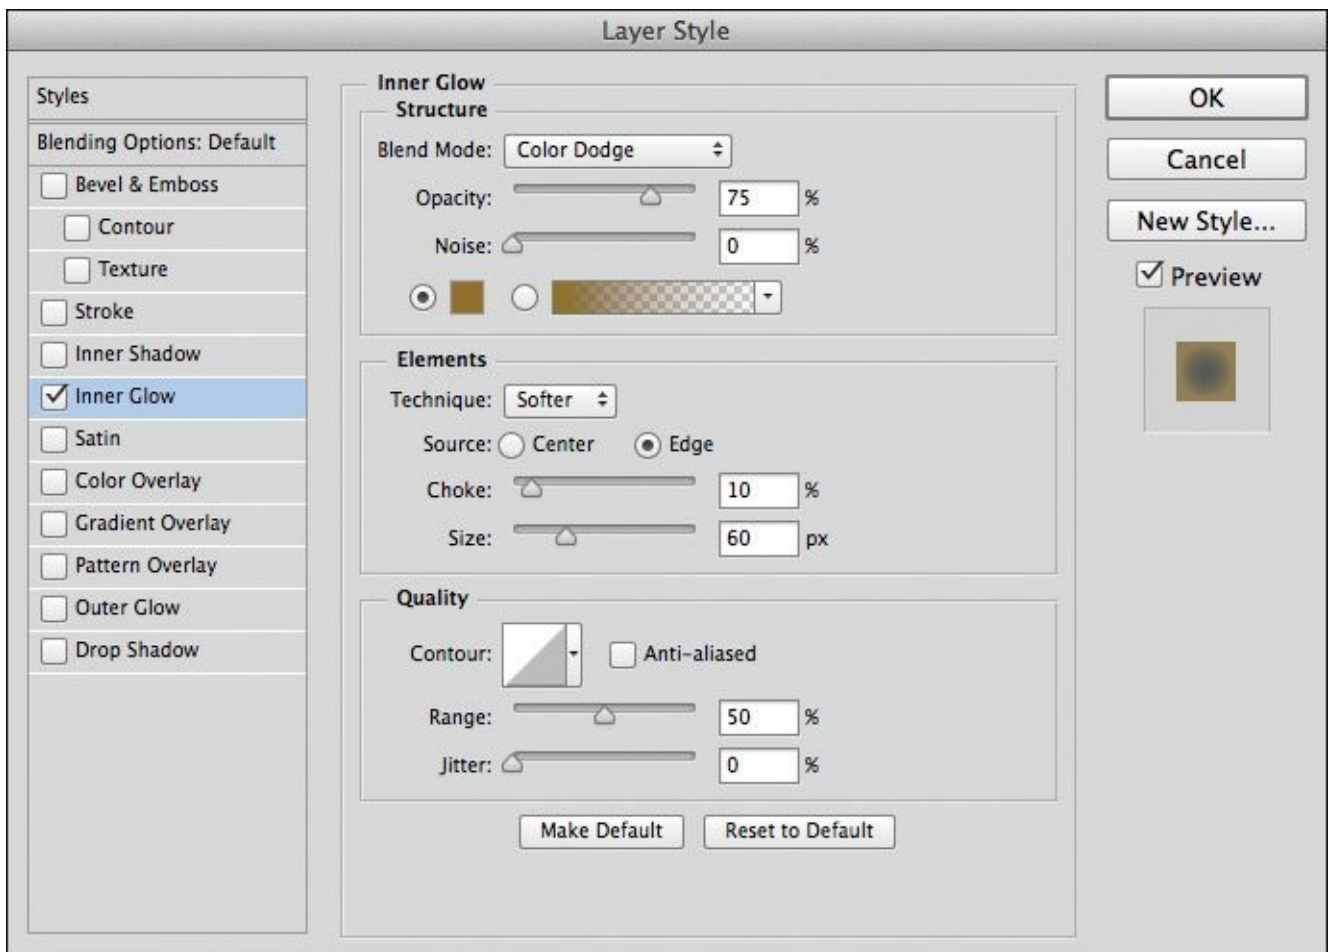 Layer Style
Styles
Blending Options: Default
Bevel & Emboss
Contour
Texture
Stroke
Inner Shadow
Inner Glow
Satin
Color Overlay
Gradient Overlay
Pattern Overlay
Outer Glow
Drop Shadow
Inner Glow
Structure
Blend Mode: Color Dodge
Opacity: 75 %
Noise: 0 %
Elements
Technique: Softer
Source: Center Edge
Choke: 10 %
Size: 60 px
Quality
Contour: Anti-aliased
Range: 50 %
Jitter: 0 %
Make Default Reset to Default
OK
Cancel
New Style...
Preview